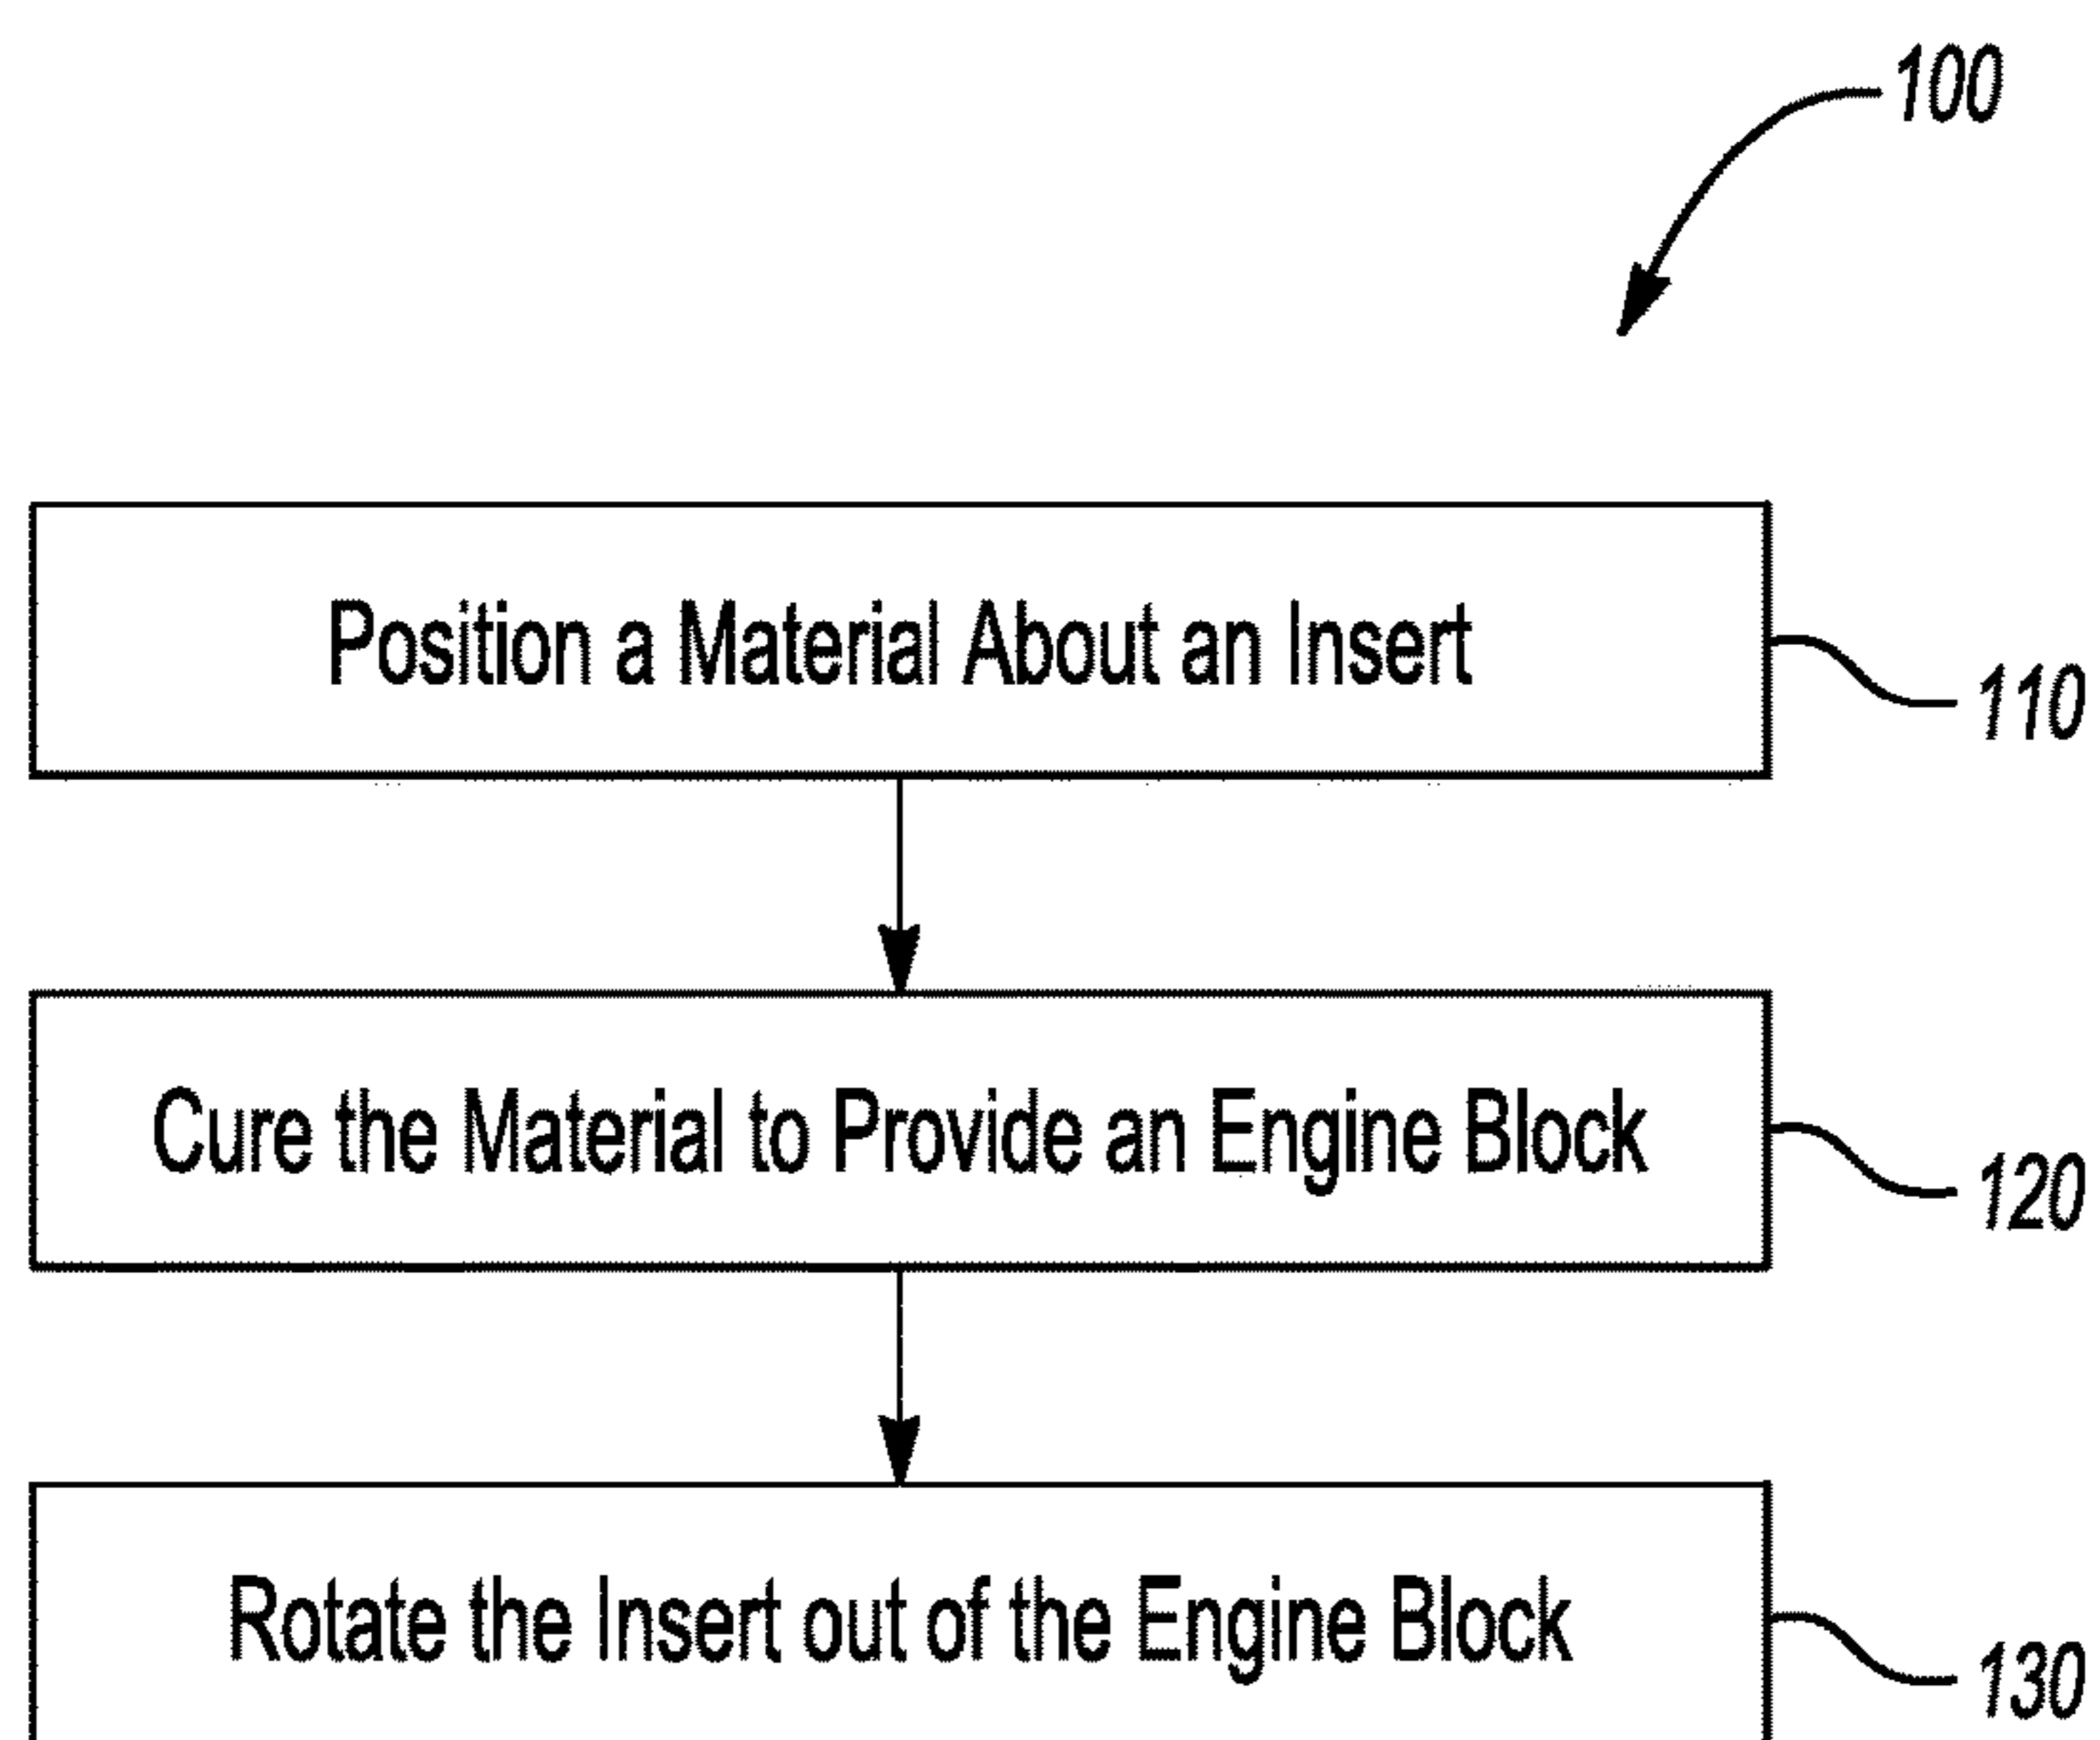 100
Position a Material About an Insert
110
Cure the Material to Provide an Engine Block
120
Rotate the Insert out of the Engine Block
130